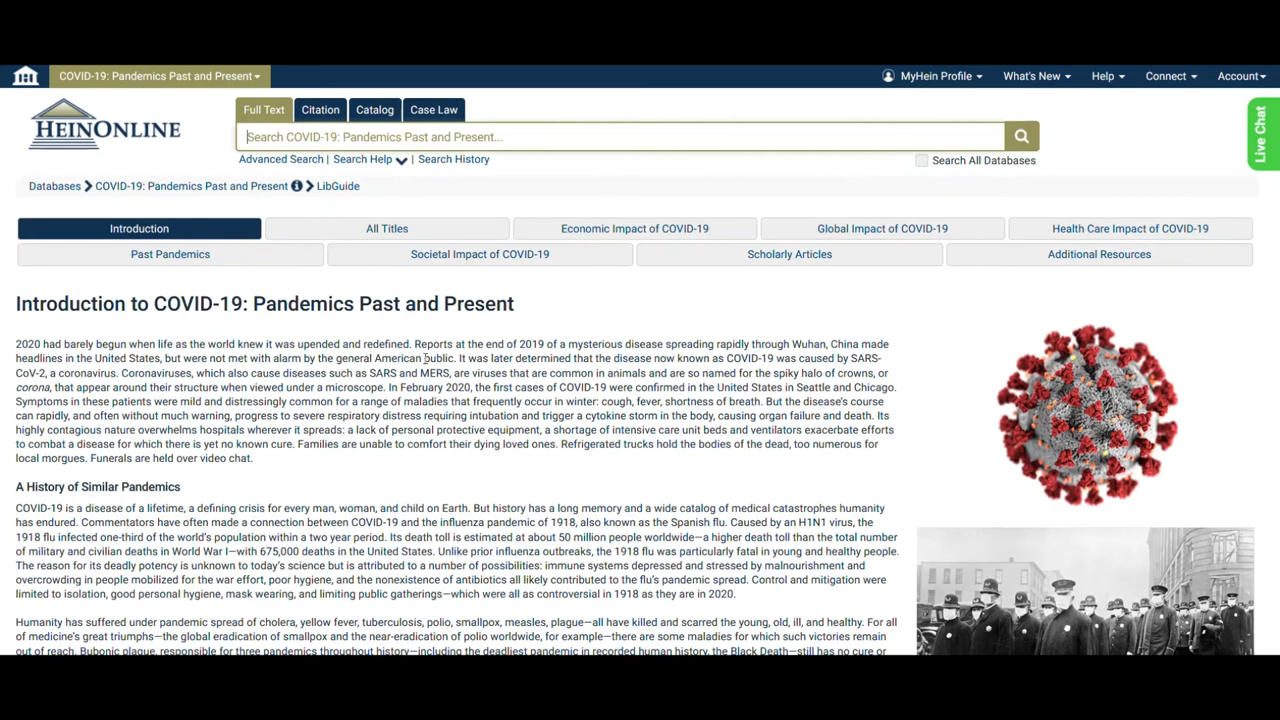 COVID-19: Pandemics Past and Present
MyHein Profile
What's New
Help
Connect
Account
HEINONLINE
Full Text
Citation
Catalog
Case Law
Search COVID-19: Pandemics Past and Present...
Advanced Search | Search Help | Search History
Search All Databases
Live Chat
Databases COVID-19: Pandemics Past and Present LibGuide
Introduction
All Titles
Economic Impact of COVID-19
Global Impact of COVID-19
Health Care Impact of COVID-19
Past Pandemics
Societal Impact of COVID-19
Scholarly Articles
Additional Resources
Introduction to COVID-19: Pandemics Past and Present
2020 had barely begun when life as the world knew it was upended and redefined. Reports at the end of 2019 of a mysterious disease spreading rapidly through Wuhan, China made
headlines in the United States, but were not met with alarm by the general American public. It was later determined that the disease now known as COVID-19 was caused by SARS-
CoV-2, a coronavirus. Coronaviruses, which also cause diseases such as SARS and MERS, are viruses that are common in animals and are so named for the spiky halo of crowns, or
corona, that appear around their structure when viewed under a microscope. In February 2020, the first cases of COVID-19 were confirmed in the United States in Seattle and Chicago.
Symptoms in these patients were mild and distressingly common for a range of maladies that frequently occur in winter: cough, fever, shortness of breath. But the disease's course
can rapidly, and often without much warning, progress to severe respiratory distress requiring intubation and trigger a cytokine storm in the body, causing organ failure and death. Its
highly contagious nature overwhelms hospitals wherever it spreads: a lack of personal protective equipment, a shortage of intensive care unit beds and ventilators exacerbate efforts
to combat a disease for which there is yet no known cure. Families are unable to comfort their dying loved ones. Refrigerated trucks hold the bodies of the dead, too numerous for
local morgues. Funerals are held over video chat.
A History of Similar Pandemics
COVID-19 is a disease of a lifetime, a defining crisis for every man, woman, and child on Earth. But history has a long memory and a wide catalog of medical catastrophes humanity
has endured. Commentators have often made a connection between COVID-19 and the influenza pandemic of 1918, also known as the Spanish flu. Caused by an H1N1 virus, the
1918 flu infected one-third of the world's population within a two year period. Its death toll is estimated at about 50 million people worldwide—a higher death toll than the total number
of military and civilian deaths in World War I—with 675,000 deaths in the United States. Unlike prior influenza outbreaks, the 1918 flu was particularly fatal in young and healthy people.
The reason for its deadly potency is unknown to today's science but is attributed to a number of possibilities: immune systems depressed and stressed by malnourishment and
overcrowding in people mobilized for the war effort, poor hygiene, and the nonexistence of antibiotics all likely contributed to the flu's pandemic spread. Control and mitigation were
limited to isolation, good personal hygiene, mask wearing, and limiting public gatherings—which were all as controversial in 1918 as they are in 2020.
Humanity has suffered under pandemic spread of cholera, yellow fever, tuberculosis, polio, smallpox, measles, plague—all have killed and scarred the young, old, ill, and healthy. For all
of medicine's great triumphs—the global eradication of smallpox and the near-eradication of polio worldwide, for example—there are some maladies for which such victories remain
out of reach. Bubonic plague, responsible for three pandemics throughout history—including the deadliest pandemic in recorded human history, the Black Death—still has no cure or